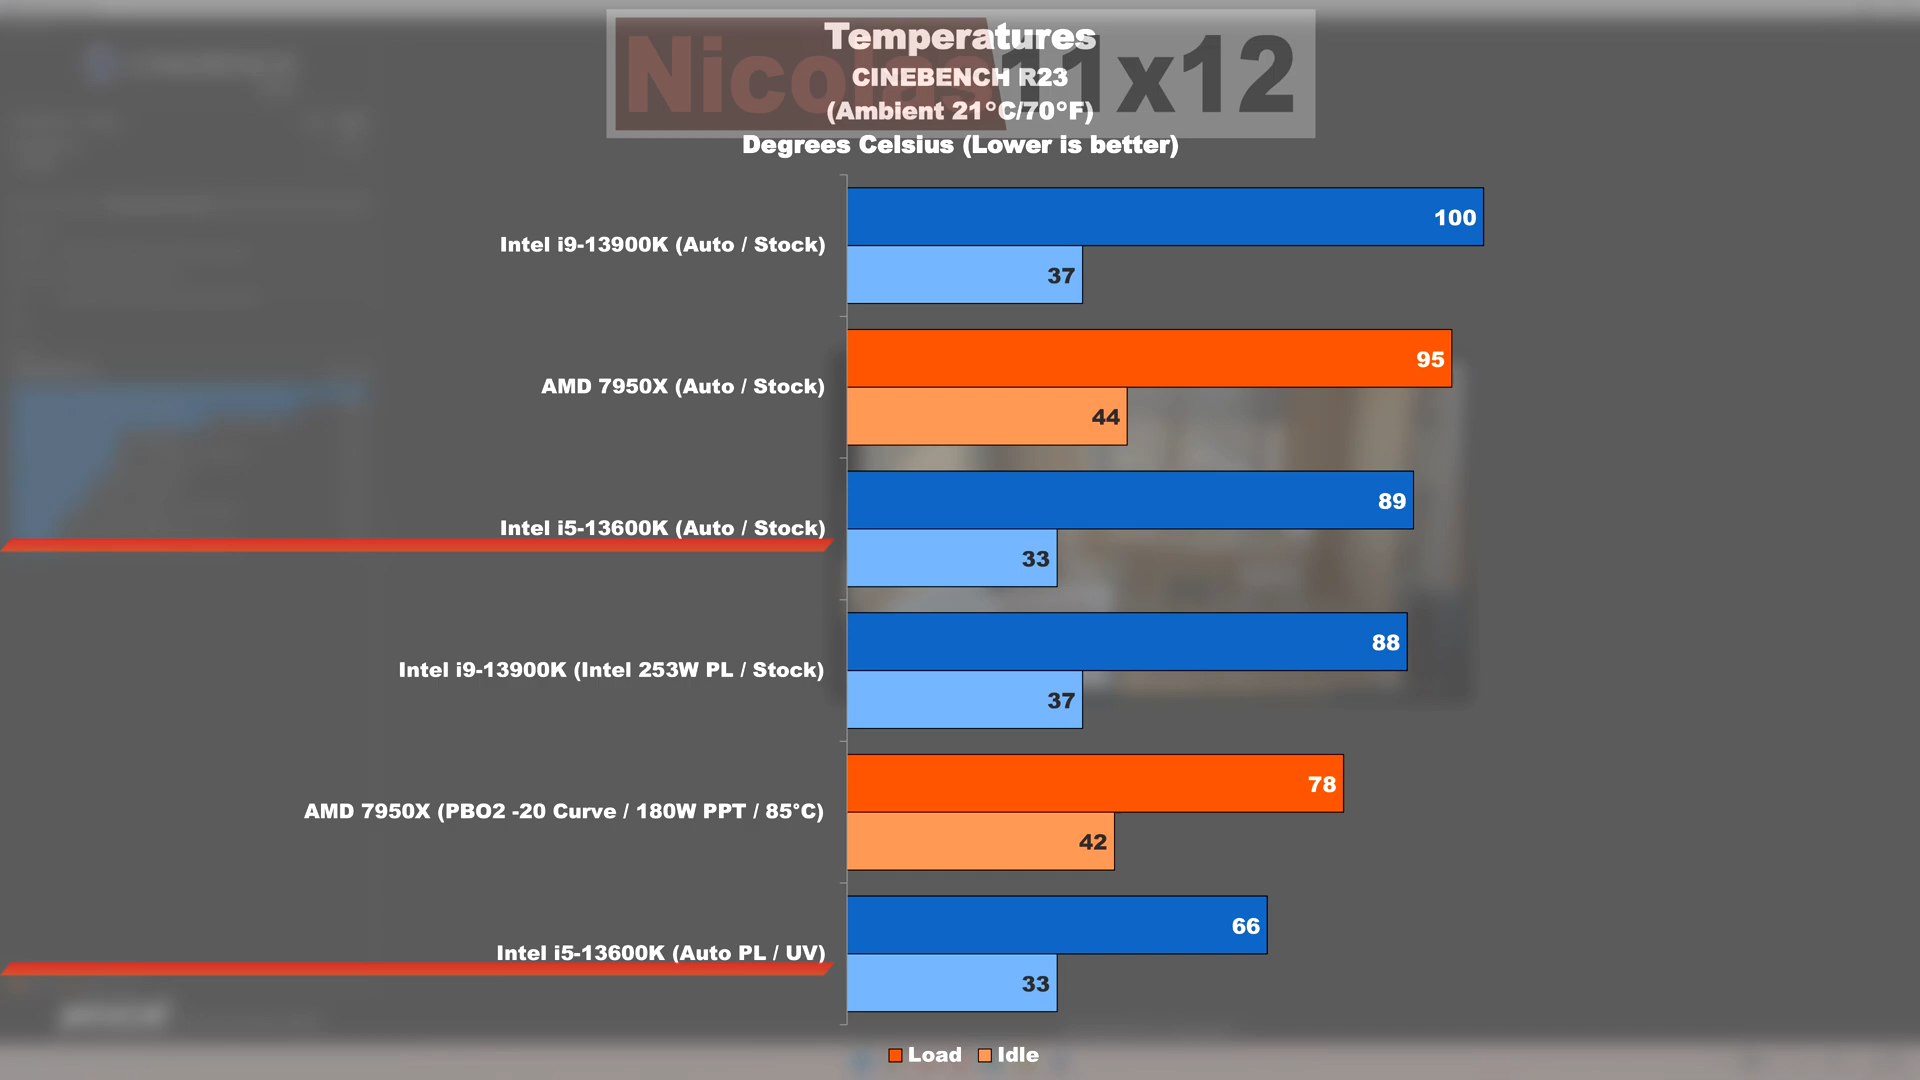 Nicolas11x12
Temperatures
CINEBENCH R23
(Ambient 21°C/70°F)
Degrees Celsius (Lower is better)
Intel i9-13900K (Auto / Stock)
100
37
AMD 7950X (Auto / Stock)
95
44
Intel i5-13600K (Auto / Stock)
89
33
Intel i9-13900K (Intel 253W PL / Stock)
88
37
AMD 7950X (PBO2 -20 Curve / 180W PPT / 85°C)
78
42
Intel i5-13600K (Auto PL / UV)
66
33
Load Idle